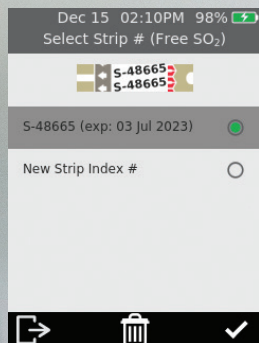 Dec 15 02:10PM 98%
Select Strip # (Free SO₂)
S-48665
S-48665
S-48665 (exp: 03 Jul 2023)
New Strip Index #